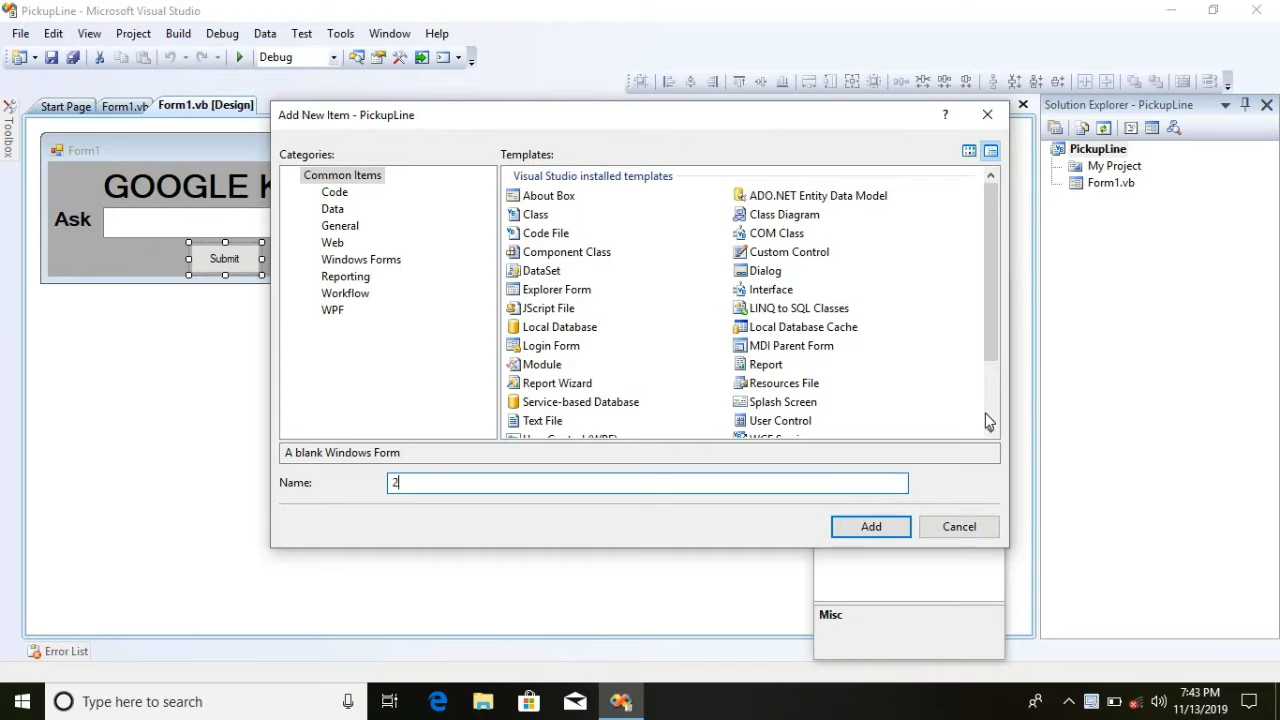 PickupLine - Microsoft Visual Studio
File Edit View Project Build Debug Data Test Tools Window Help
Debug
Start Page Form1.vb Form1.vb [Design]
Toolbox
Form1
GOOGLE
Ask
Submit
Add New Item - PickupLine
?
Categories:
Common Items
Code
Data
General
Web
Windows Forms
Reporting
Workflow
WPF
Templates:
Visual Studio installed templates
About Box ADO.NET Entity Data Model
Class Class Diagram
Code File COM Class
Component Class Custom Control
DataSet Dialog
Explorer Form Interface
JScript File LINQ to SQL Classes
Local Database Local Database Cache
Login Form MDI Parent Form
Module Report
Report Wizard Resources File
Service-based Database Splash Screen
Text File User Control
A blank Windows Form
Name: 2
Add Cancel
Misc
Solution Explorer - PickupLine
PickupLine
My Project
Form1.vb
Error List
Type here to search
7:43 PM
11/13/2019